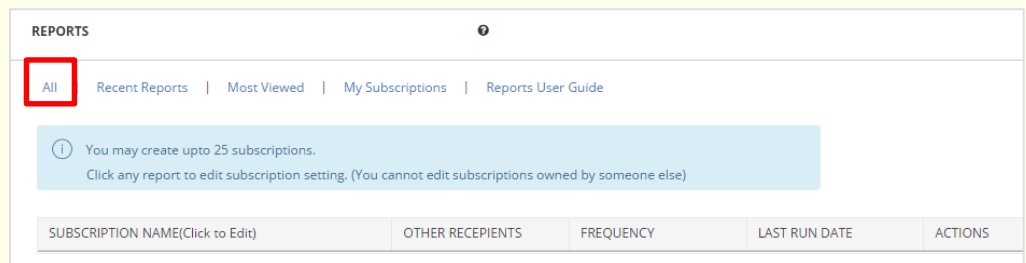 REPORTS ?
All | Recent Reports | Most Viewed | My Subscriptions | Reports User Guide
i You may create upto 25 subscriptions.
Click any report to edit subscription setting. (You cannot edit subscriptions owned by someone else)
SUBSCRIPTION NAME(Click to Edit) OTHER RECEPIENTS FREQUENCY LAST RUN DATE ACTIONS